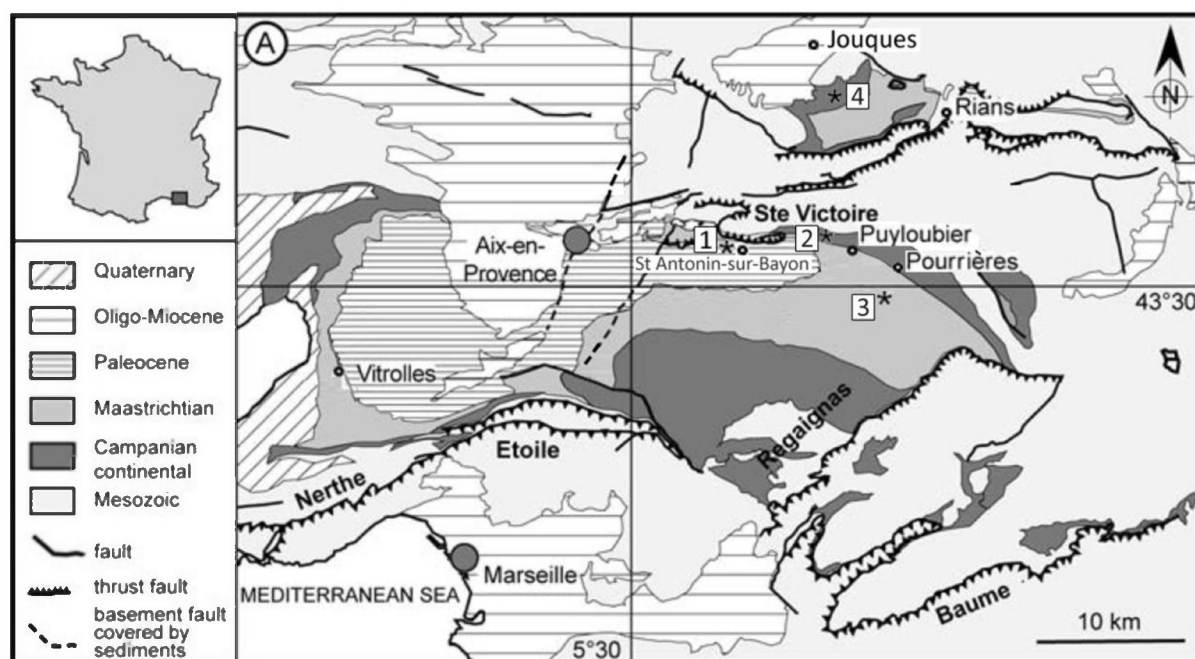 A
N
Jouques
4
Rians
Ste Victoire
1
2
Aix-en-
Provence
Puyloubier
St Antonin-sur-Bayon
Pourrières
43°30
3
Vitrolles
Regaignas
Etoile
Nerthe
Marseille
MEDITERRANEAN SEA
Baume
10 km
5°30
Quaternary
Oligo-Miocene
Paleocene
Maastrichtian
Campanian
continental
Mesozoic
fault
thrust fault
basement fault
covered by
sediments